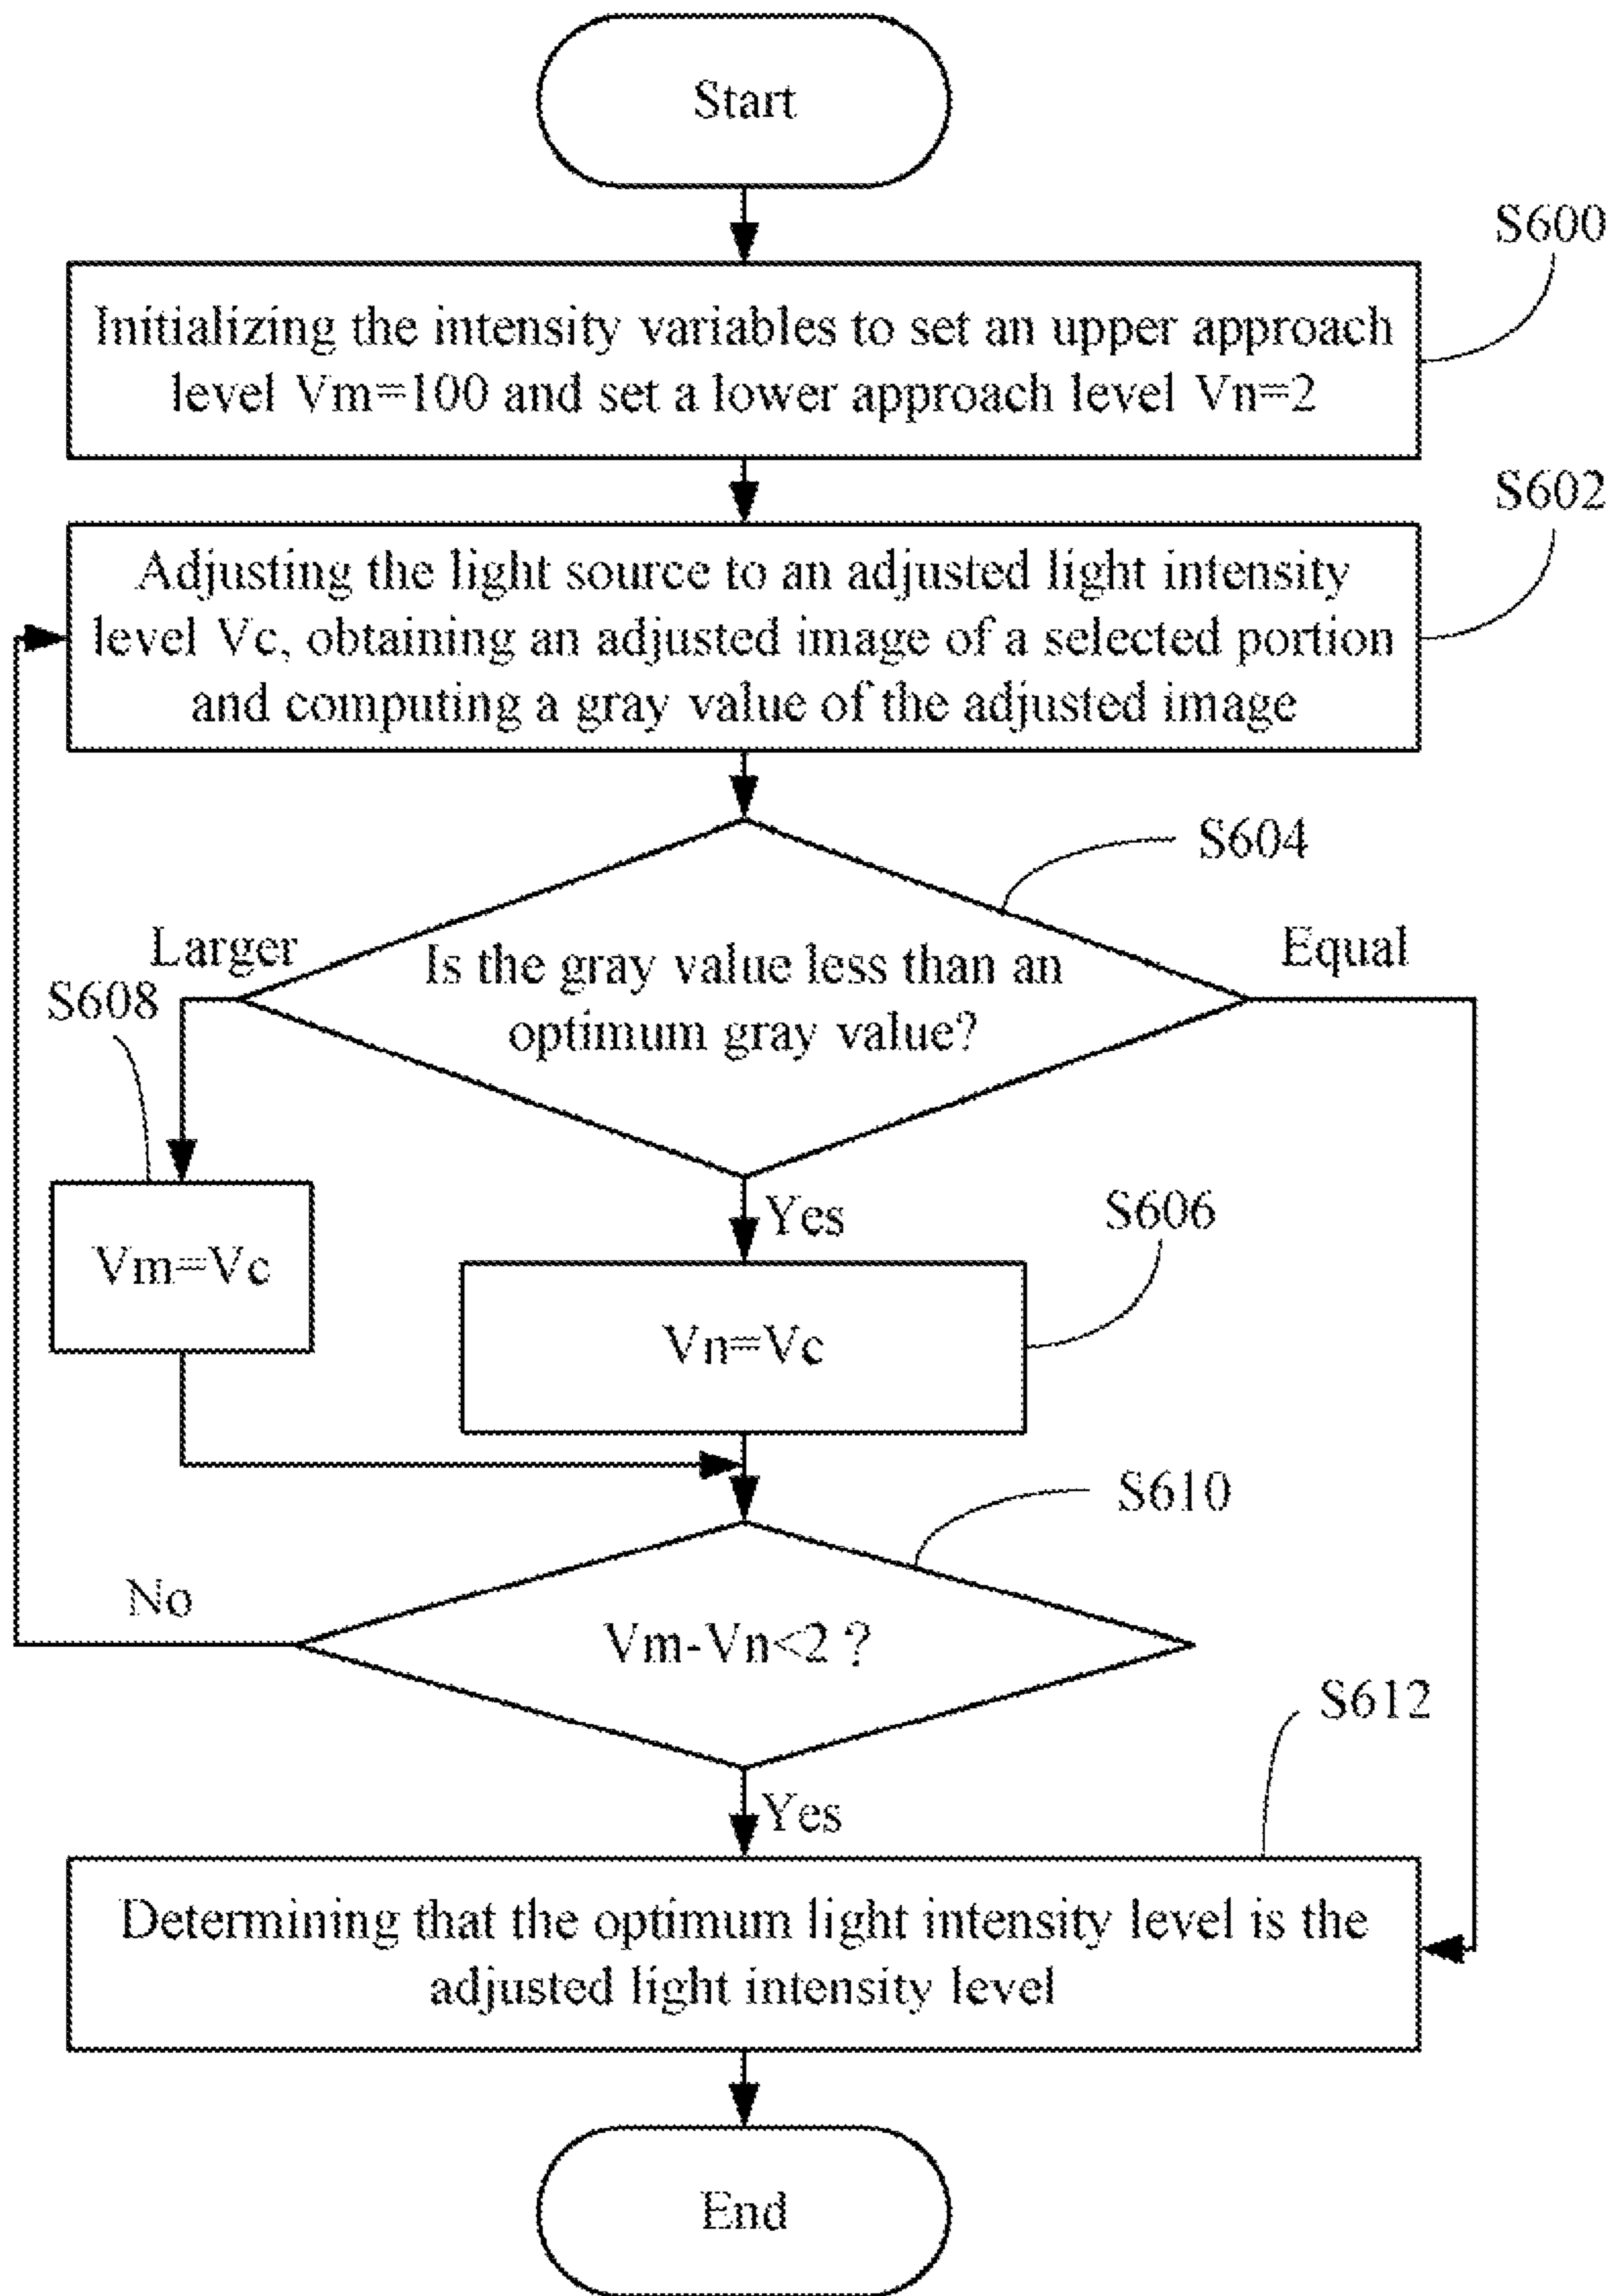 Start
S600
Initializing the intensity variables to set an upper approach
level Vm=100 and set a lower approach level Vn=2
S602
Adjusting the light source to an adjusted light intensity
level Vc, obtaining an adjusted image of a selected portion
and computing a gray value of the adjusted image
S604
Larger
Is the gray value less than an
optimum gray value?
Equal
S608
Yes
S606
Vm=Vc
Vn=Vc
S610
No
Vm-Vn<2 ?
S612
Yes
Determining that the optimum light intensity level is the
adjusted light intensity level
End